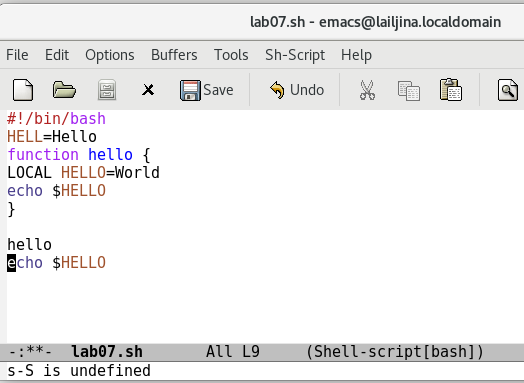 lab07.sh - emacs@lailjina.localdomain
File Edit Options Buffers Tools Sh-Script Help
Save Undo
#!/bin/bash
HELL=Hello
function hello {
LOCAL HELLO=World
echo $HELLO
}
hello
echo $HELLO
-:**- lab07.sh All L9 (Shell-script[bash])
s-S is undefined